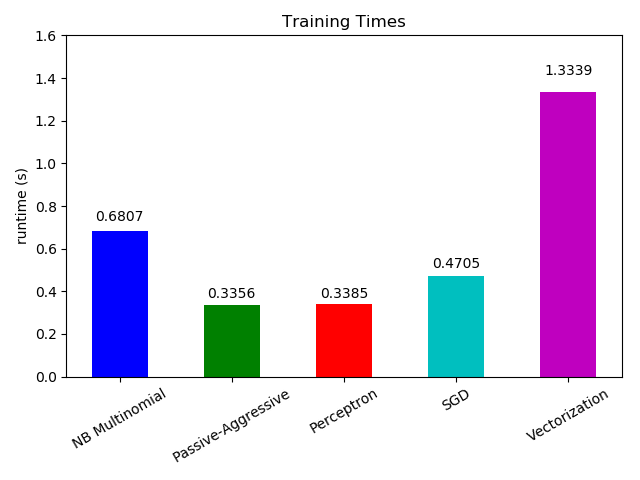 Training Times
runtime (s)
1.6
1.4
1.2
1.0
0.8
0.6
0.4
0.2
0.0
0.6807
0.3356
0.3385
0.4705
1.3339
NB Multinomial
Passive-Aggressive
Perceptron
SGD
Vectorization